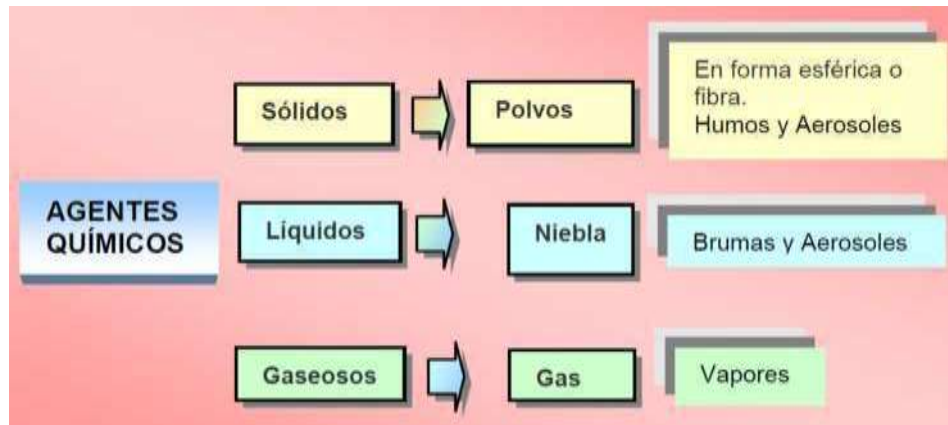 AGENTES
QUÍMICOS
Sólidos
Polvos
En forma esférica o
fibra.
Humos y Aerosoles
Líquidos
Niebla
Brumas y Aerosoles
Gaseosos
Gas
Vapores